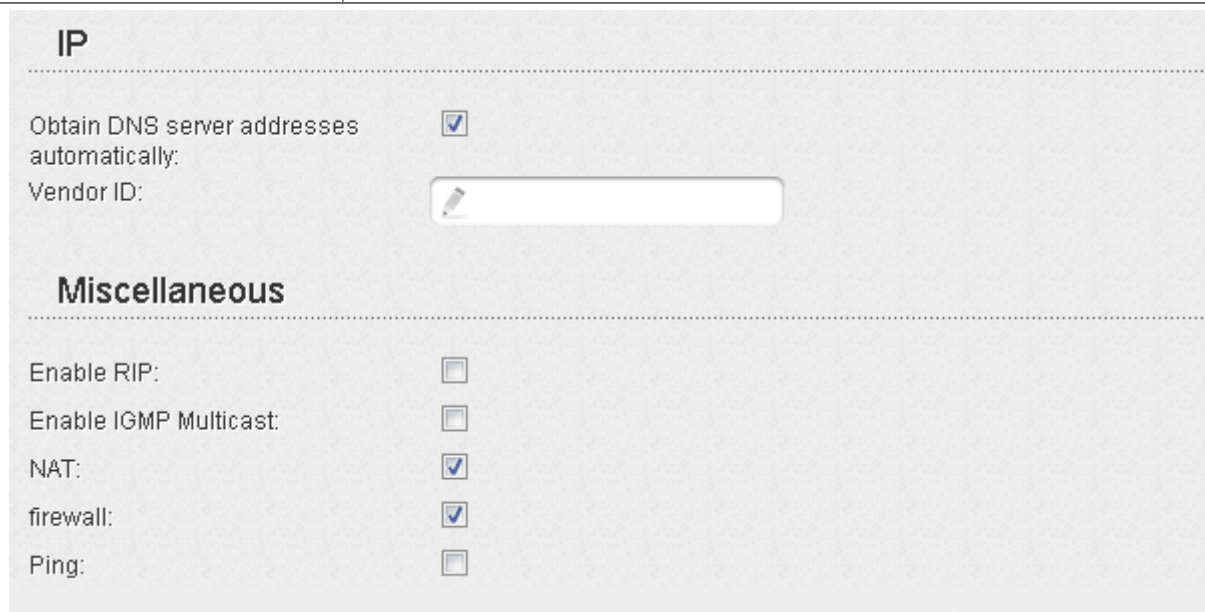 IP
Obtain DNS server addresses
automatically:
Vendor ID:
Miscellaneous
Enable RIP:
Enable IGMP Multicast:
NAT:
firewall:
Ping: